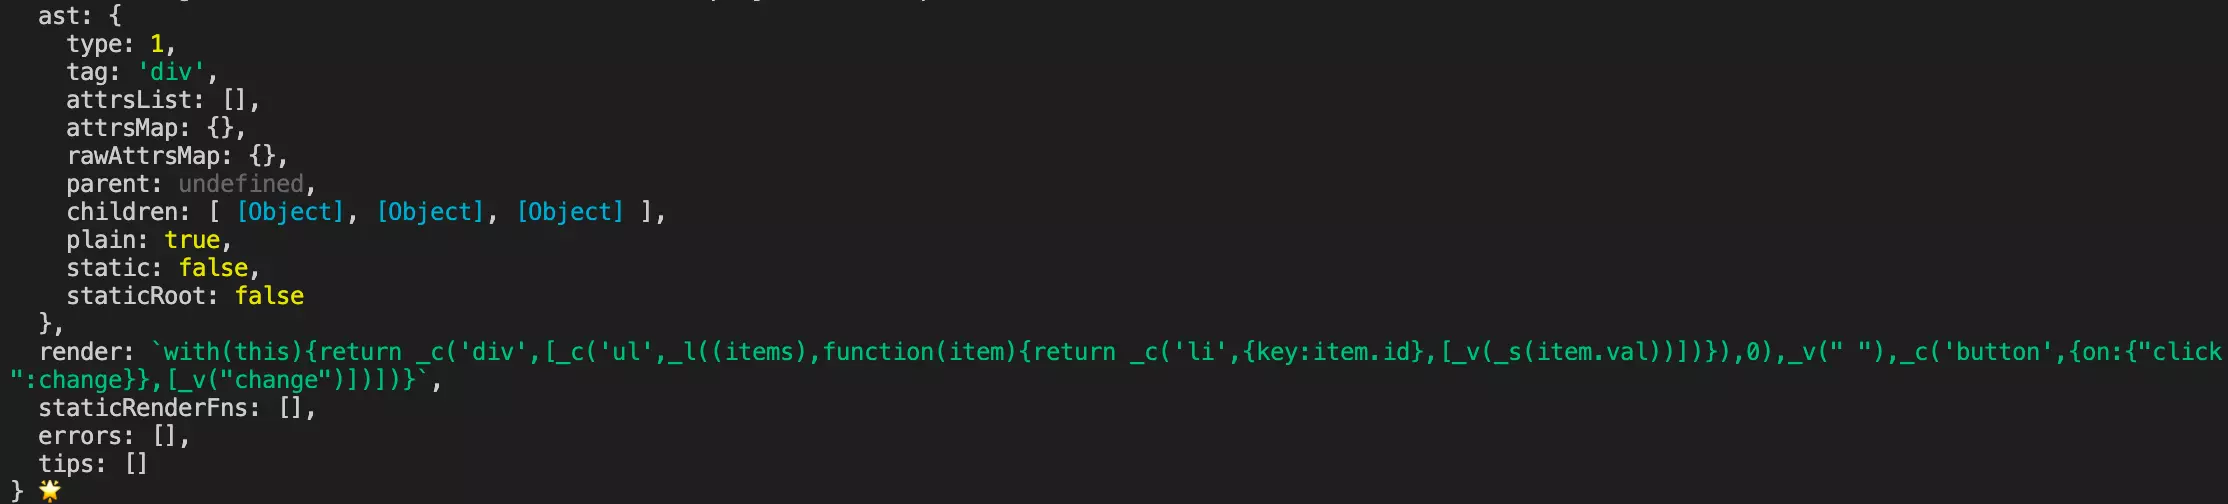 ast: {
type: 1,
tag: 'div',
attrsList: [],
attrsMap: {},
rawAttrsMap: {},
parent: undefined,
children: [ [Object], [Object], [Object] ],
plain: true,
static: false,
staticRoot: false
},
render: `with(this){return _c('div',[_c('ul',_l((items),function(item){return _c('li',{key:item.id},[_v(_s(item.val))])}),0),_v(" "),_c('button',{on:{"click
":change}},[_v("change")])])}`,
staticRenderFns: [],
errors: [],
tips: []
} 🌟